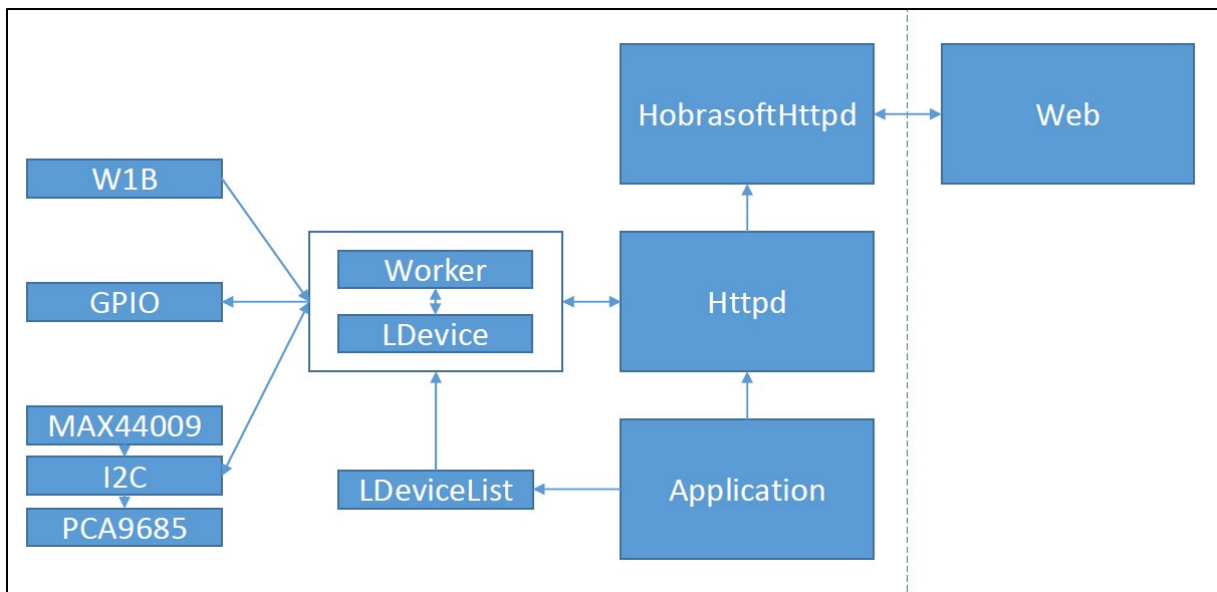 HobrasoftHttpd
Web
W1B
Worker
GPIO
Httpd
LDevice
MAX44009
I2C
LDeviceList
Application
PCA9685